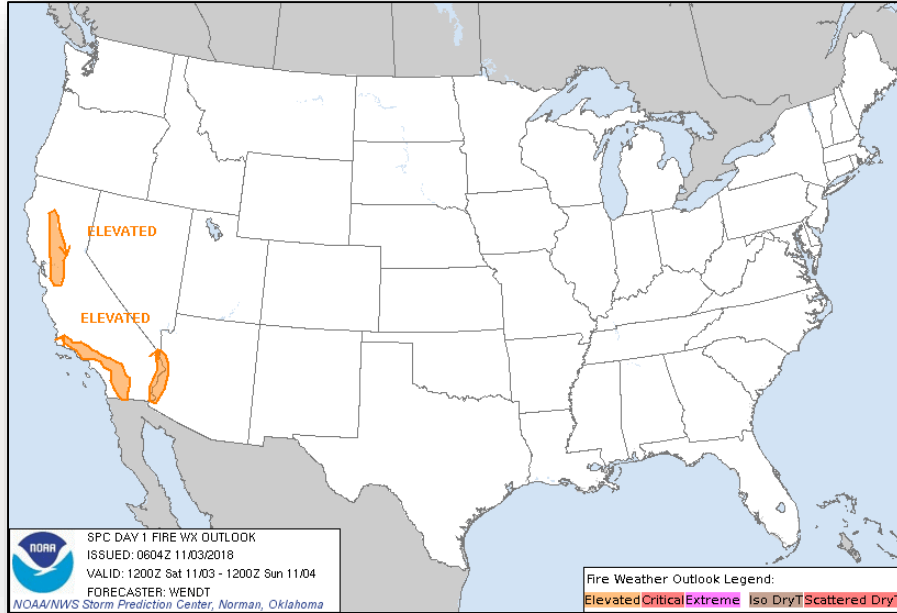 ELEVATED
ELEVATED
NOAA
SPC DAY 1 FIRE WX OUTLOOK
ISSUED: 0604Z 11/03/2018
VALID: 1200Z Sat 11/03 - 1200Z Sun 11/04
FORECASTER: WENDT
NOAA/NWS Storm Prediction Center, Norman, Oklahoma
Fire Weather Outlook Legend:
Elevated Critical Extreme Iso DryT Scattered DryT